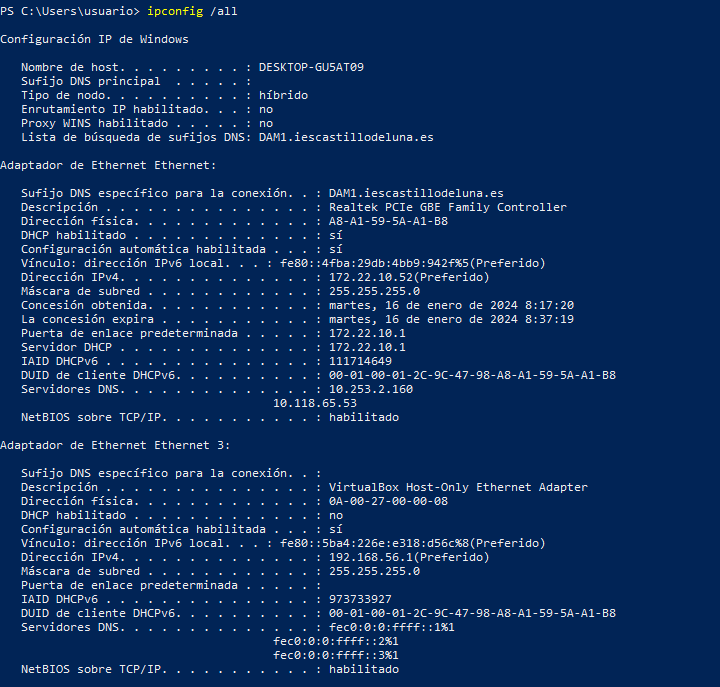 PS C:\Users\usuario> ipconfig /all
Configuración IP de Windows
Nombre de host. . . . . . . . . : DESKTOP-GU5AT09
Sufijo DNS principal  . . . . . :
Tipo de nodo. . . . . . . . . . : híbrido
Enrutamiento IP habilitado. . . : no
Proxy WINS habilitado . . . . . : no
Lista de búsqueda de sufijos DNS: DAM1.iescastillodeluna.es
Adaptador de Ethernet Ethernet:
Sufijo DNS específico para la conexión. . : DAM1.iescastillodeluna.es
Descripción . . . . . . . . . . . . . . . : Realtek PCIe GBE Family Controller
Dirección física. . . . . . . . . . . . . : A8-A1-59-5A-A1-B8
DHCP habilitado . . . . . . . . . . . . . : sí
Configuración automática habilitada . . . : sí
Vínculo: dirección IPv6 local. . . : fe80::4fba:29db:4bb9:942f%5(Preferido)
Dirección IPv4. . . . . . . . . . . . . . : 172.22.10.52(Preferido)
Máscara de subred . . . . . . . . . . . . : 255.255.255.0
Concesión obtenida. . . . . . . . . . . . : martes, 16 de enero de 2024 8:17:20
La concesión expira . . . . . . . . . . . : martes, 16 de enero de 2024 8:37:19
Puerta de enlace predeterminada . . . . . : 172.22.10.1
Servidor DHCP . . . . . . . . . . . . . . : 172.22.10.1
IAID DHCPv6 . . . . . . . . . . . . . . . : 111714649
DUID de cliente DHCPv6. . . . . . . . . . : 00-01-00-01-2C-9C-47-98-A8-A1-59-5A-A1-B8
Servidores DNS. . . . . . . . . . . . . . : 10.253.2.160
10.118.65.53
NetBIOS sobre TCP/IP. . . . . . . . . . . : habilitado
Adaptador de Ethernet Ethernet 3:
Sufijo DNS específico para la conexión. . :
Descripción . . . . . . . . . . . . . . . : VirtualBox Host-Only Ethernet Adapter
Dirección física. . . . . . . . . . . . . : 0A-00-27-00-00-08
DHCP habilitado . . . . . . . . . . . . . : no
Configuración automática habilitada . . . : sí
Vínculo: dirección IPv6 local. . . : fe80::5ba4:226e:e318:d56c%8(Preferido)
Dirección IPv4. . . . . . . . . . . . . . : 192.168.56.1(Preferido)
Máscara de subred . . . . . . . . . . . . : 255.255.255.0
Puerta de enlace predeterminada . . . . . :
IAID DHCPv6 . . . . . . . . . . . . . . . : 973733927
DUID de cliente DHCPv6. . . . . . . . . . : 00-01-00-01-2C-9C-47-98-A8-A1-59-5A-A1-B8
Servidores DNS. . . . . . . . . . . . . . : fec0:0:0:ffff::1%1
fec0:0:0:ffff::2%1
fec0:0:0:ffff::3%1
NetBIOS sobre TCP/IP. . . . . . . . . . . : habilitado